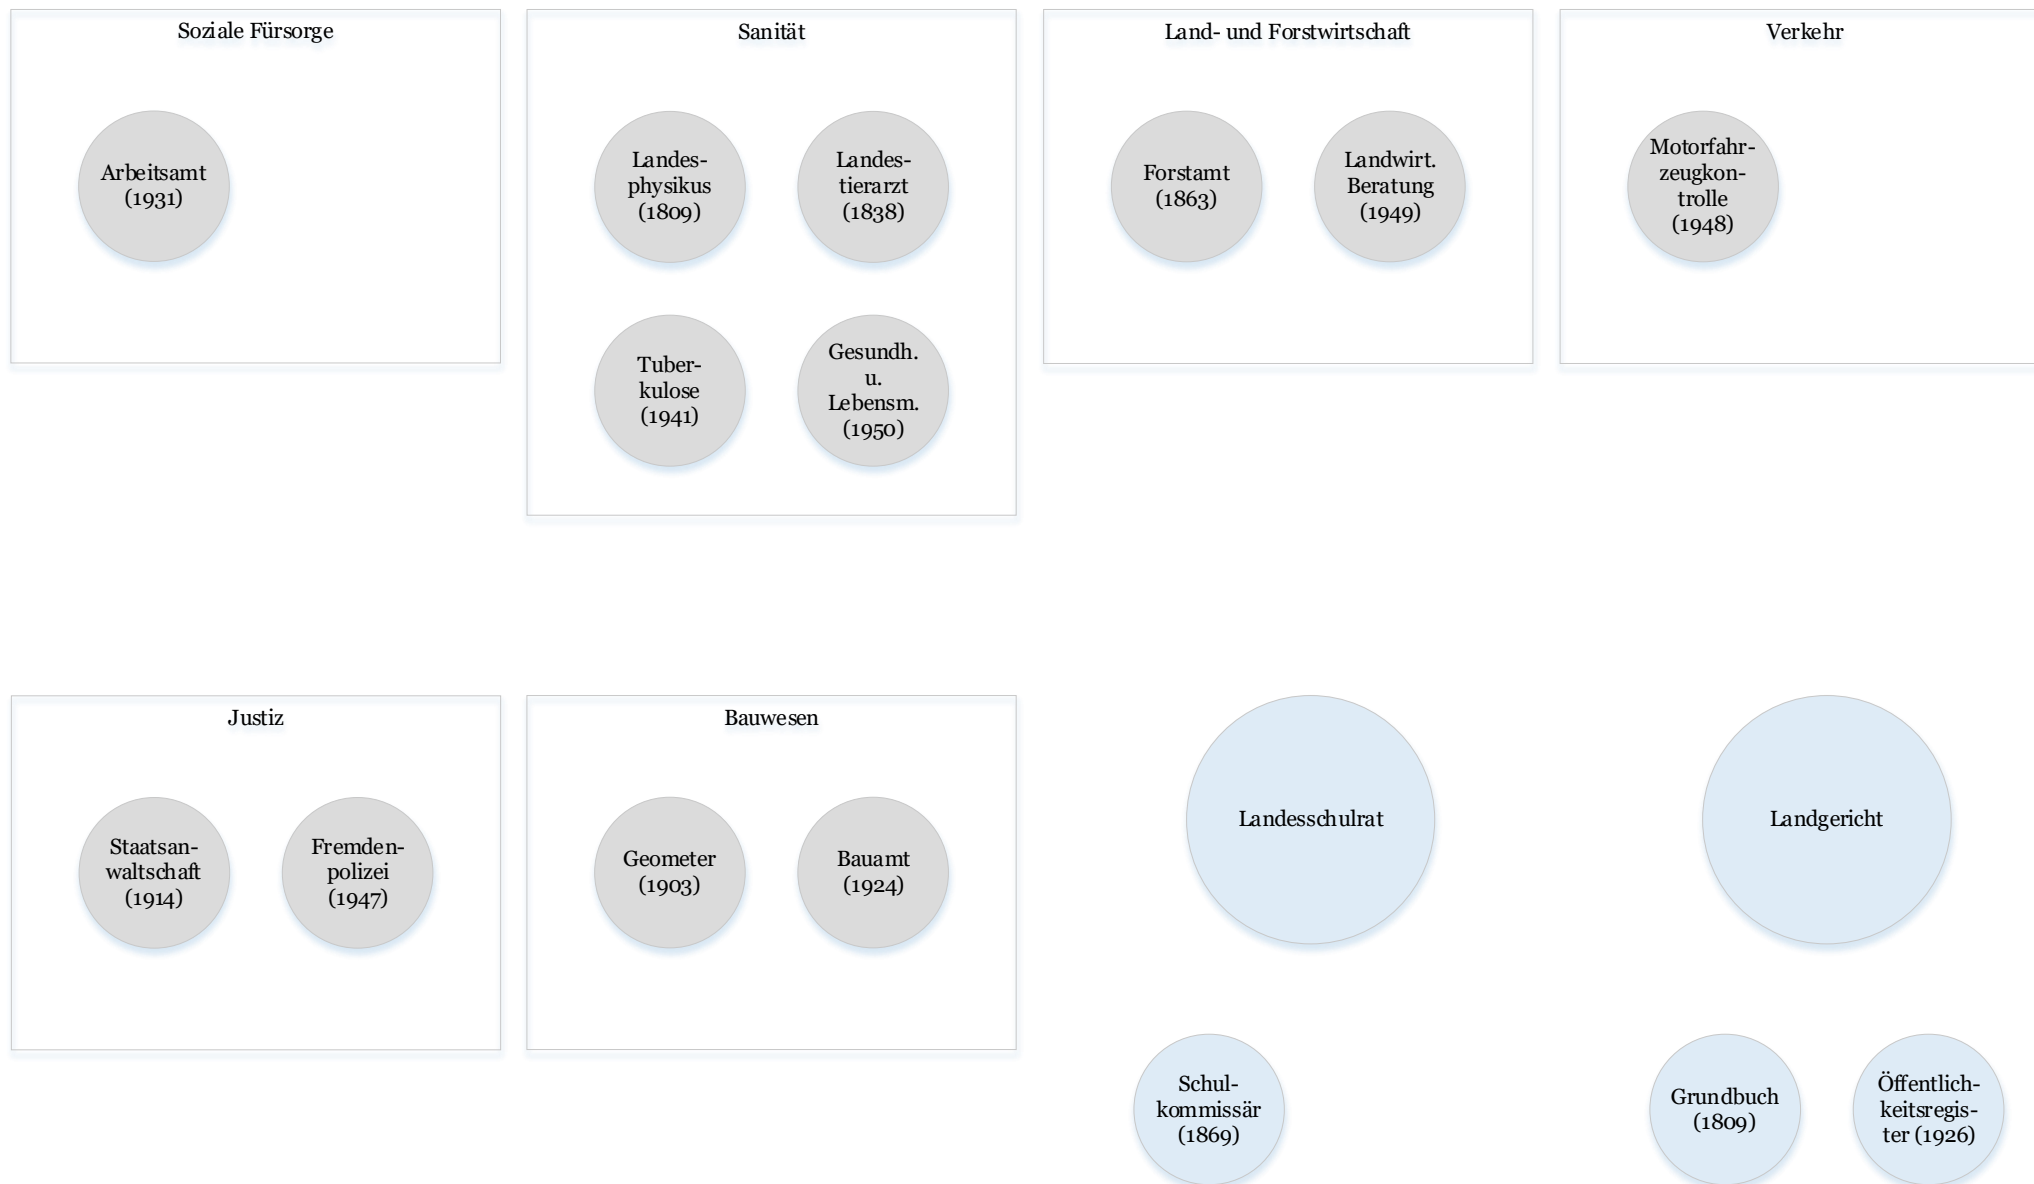 Soziale Fürsorge
Arbeitsamt
(1931)
Sanität
Landes-
physikus
(1809)
Landes-
tierarzt
(1838)
Tuber-
kulose
(1941)
Gesundh.
u.
Lebensm.
(1950)
Land- und Forstwirtschaft
Forstamt
(1863)
Landwirt.
Beratung
(1949)
Verkehr
Motorfahr-
zeugkon-
trolle
(1948)
Justiz
Staatsan-
waltschaft
(1914)
Fremden-
polizei
(1947)
Bauwesen
Geometer
(1903)
Bauamt
(1924)
Landesschulrat
Schul-
kommissär
(1869)
Landgericht
Grundbuch
(1809)
Öffentlich-
keitsregis-
ter (1926)